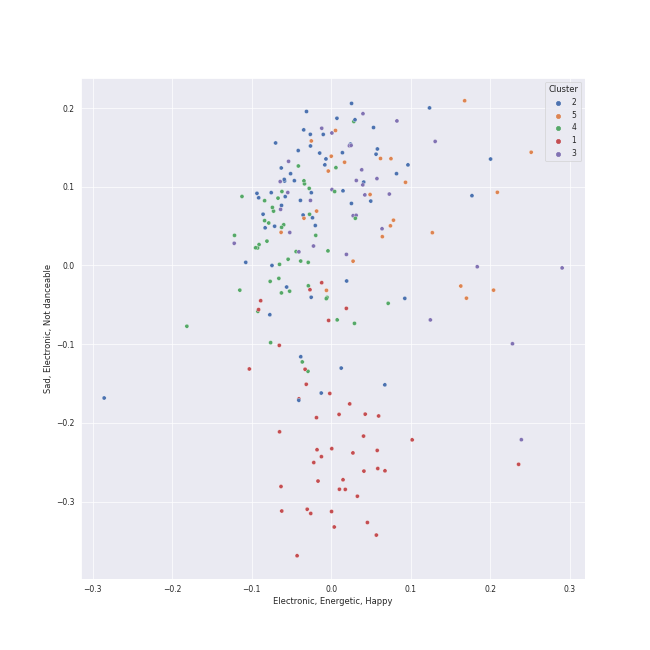 Cluster
2
5
4
1
3
0.2
0.1
0.0
−0.1
−0.2
−0.3
Sad, Electronic, Not danceable
−0.3 −0.2 −0.1 0.0 0.1 0.2 0.3
Electronic, Energetic, Happy